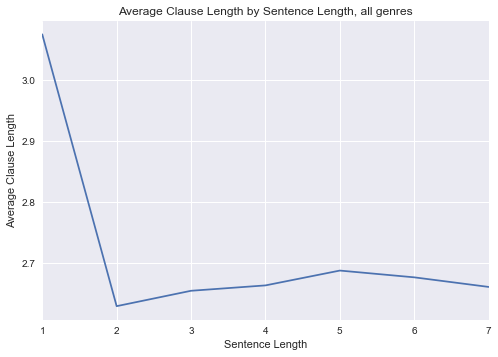 Average Clause Length by Sentence Length, all genres
3.0
2.9
2.8
2.7
Average Clause Length
1 2 3 4 5 6 7
Sentence Length